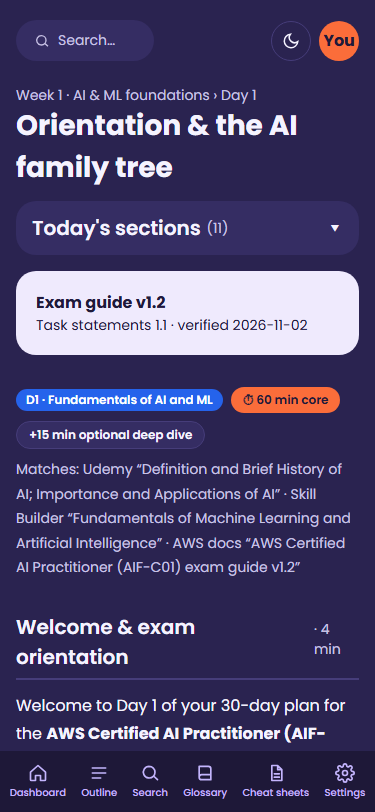 Search...
You
Week 1 · AI & ML foundations › Day 1
Orientation & the AI
family tree
Today's sections (11)
Exam guide v1.2
Task statements 1.1 · verified 2026-11-02
D1 · Fundamentals of AI and ML
⏱ 60 min core
+15 min optional deep dive
Matches: Udemy “Definition and Brief History of
AI; Importance and Applications of AI” · Skill
Builder “Fundamentals of Machine Learning and
Artificial Intelligence” · AWS docs “AWS Certified
AI Practitioner (AIF-C01) exam guide v1.2”
Welcome & exam
orientation
· 4
min
Welcome to Day 1 of your 30-day plan for
the AWS Certified AI Practitioner (AIF-
Dashboard
Outline
Search
Glossary
Cheat sheets
Settings